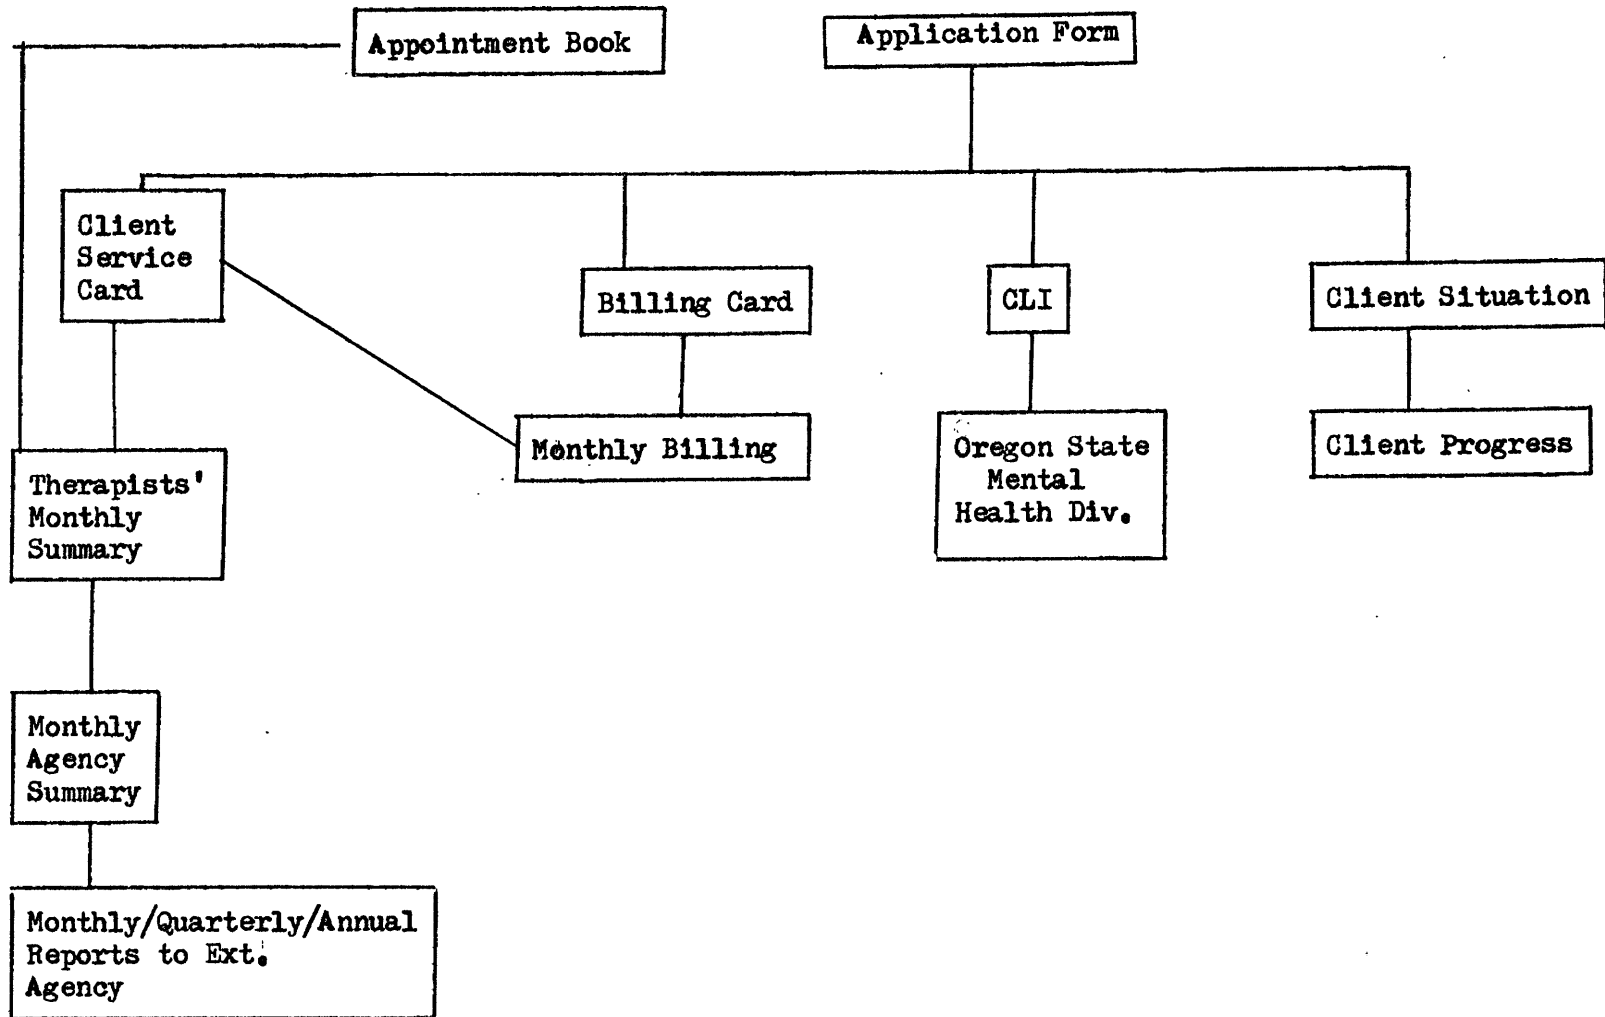 Appointment Book
Application Form
Client
Service
Card
Billing Card
CLI
Client Situation
Monthly Billing
Oregon State
Mental
Health Div.
Client Progress
Therapists'
Monthly
Summary
Monthly
Agency
Summary
Monthly/Quarterly/Annual
Reports to Ext.
Agency